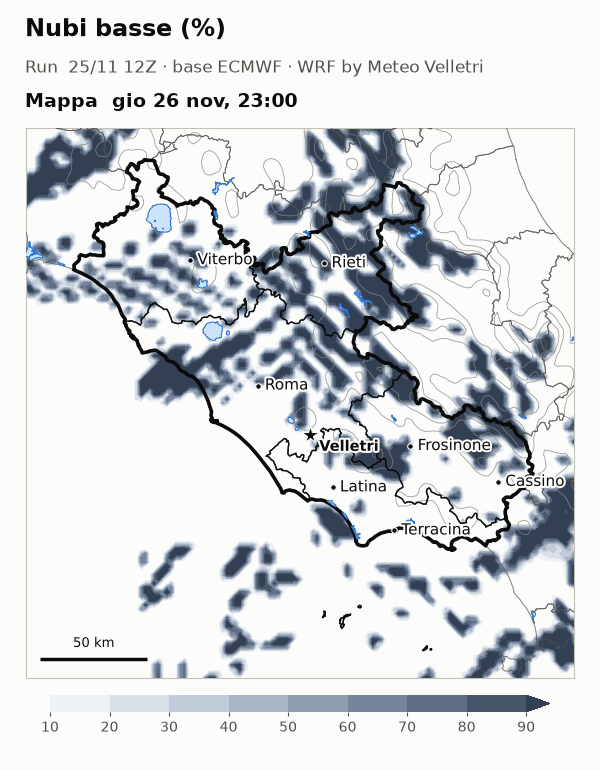 Nubi basse (%)
Run 25/11 12Z · base ECMWF · WRF by Meteo Velletri
Mappa gio 26 nov, 23:00
Viterbo
Rieti
Roma
Velletri
Frosinone
Latina
Cassino
Terracina
50 km
10 20 30 40 50 60 70 80 90